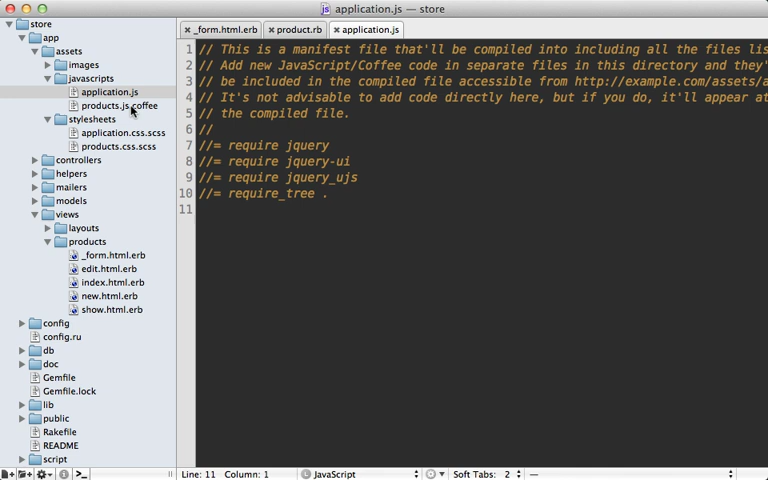 application.js — store
store
app
assets
images
javascripts
application.js
products.js.coffee
stylesheets
application.css.scss
products.css.scss
controllers
helpers
mailers
models
views
layouts
products
_form.html.erb
edit.html.erb
index.html.erb
new.html.erb
show.html.erb
config
config.ru
db
doc
Gemfile
Gemfile.lock
lib
public
Rakefile
README
script
_form.html.erb product.rb application.js
1 // This is a manifest file that'll be compiled into including all the files lis
2 // Add new JavaScript/Coffee code in separate files in this directory and they'
3 // be included in the compiled file accessible from http://example.com/assets/a
4 // It's not advisable to add code directly here, but if you do, it'll appear at
5 // the compiled file.
6 //
7 //= require jquery
8 //= require jquery-ui
9 //= require jquery_ujs
10 //= require_tree .
11
Line: 11 Column: 1 JavaScript Soft Tabs: 2 —